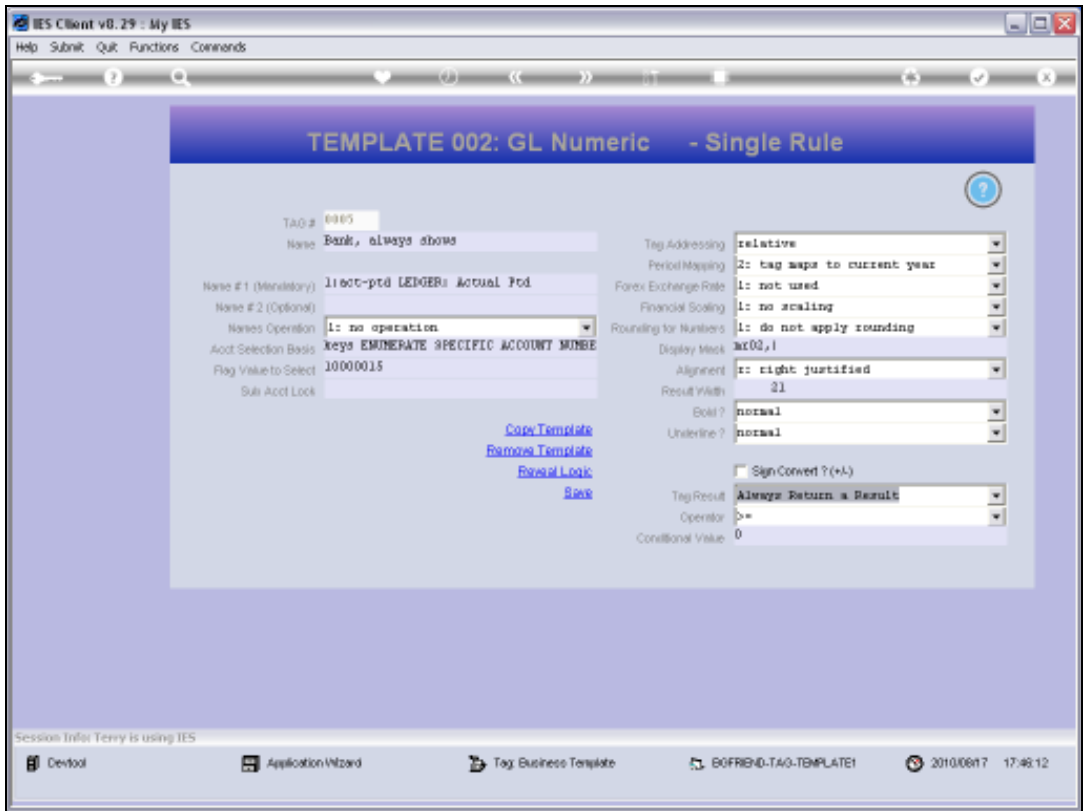 IES Client v8.29 : My IES
Help Submit Quit Functions Commands
TEMPLATE 002: GL Numeric - Single Rule
TAG # 0005
Name Bank, always shows
Name # 1 (Mandatory) 1:act-ptd LEDGER: Actual Ptd
Name # 2 (Optional)
Names Operation 1: no operation
Acct Selection Basis keys ENUMERATE SPECIFIC ACCOUNT NUMBE
Flag Value to Select 10000015
Sub Acct Lock
Copy Template
Remove Template
Reveal Logic
Save
Tag Addressing relative
Period Mapping 2: tag maps to current year
Forex Exchange Rate 1: not used
Financial Scaling 1: no scaling
Rounding for Numbers 1: do not apply rounding
Display Mask mr02,|
Alignment r: right justified
Result Width 21
Bold ? normal
Underline ? normal
Sign Convert ? (+/-)
Tag Result Always Return a Result
Operator >=
Conditional Value 0
Session Info: Terry is using IES
Devtool Application Wizard Tag: Business Template BGFRIEND-TAG-TEMPLATE1 2010/08/17 17:46:12